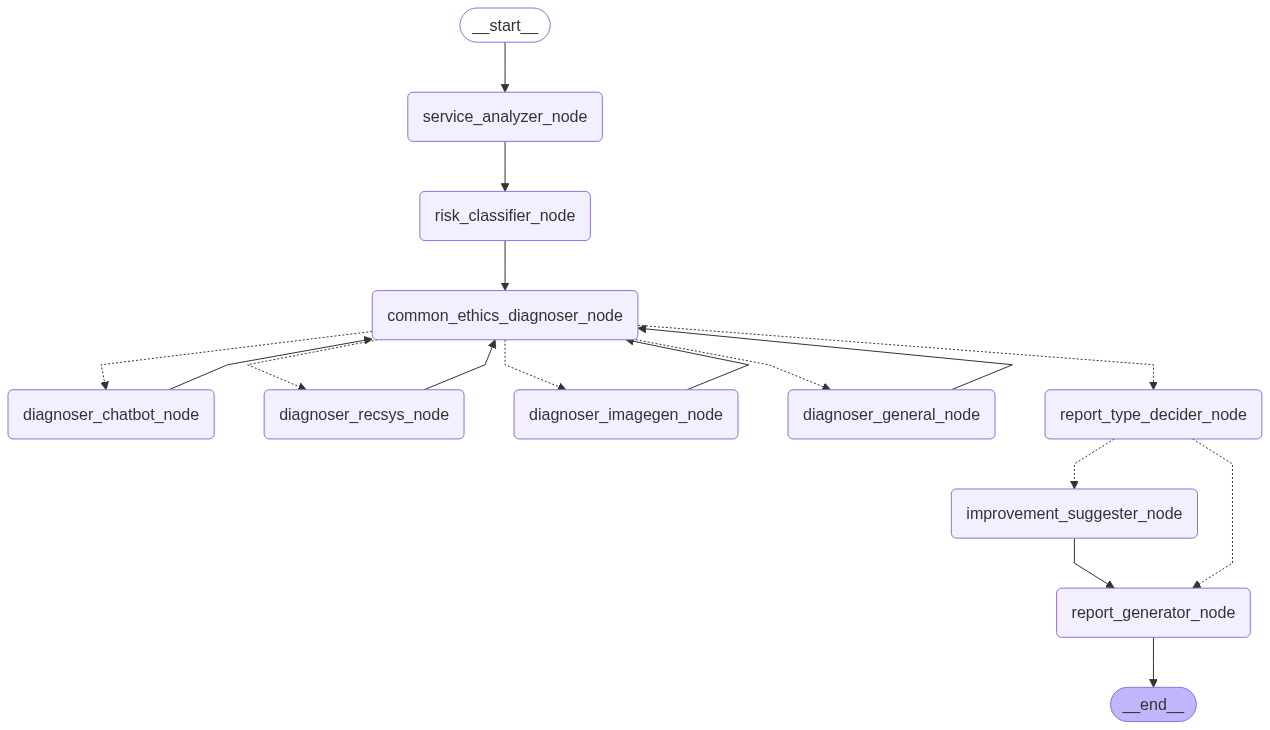 __start__
service_analyzer_node
risk_classifier_node
common_ethics_diagnoser_node
diagnoser_chatbot_node
diagnoser_recsys_node
diagnoser_imagegen_node
diagnoser_general_node
report_type_decider_node
improvement_suggester_node
report_generator_node
__end__